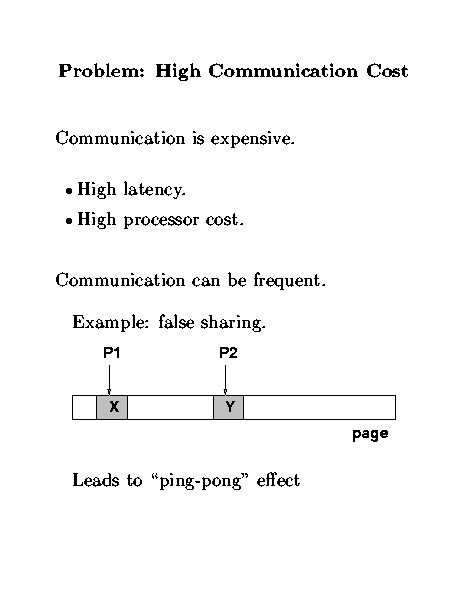 Problem: High Communication Cost
Communication is expensive.
• High latency.
• High processor cost.
Communication can be frequent.
Example: false sharing.
P1 P2
X Y
page
Leads to “ping-pong” effect